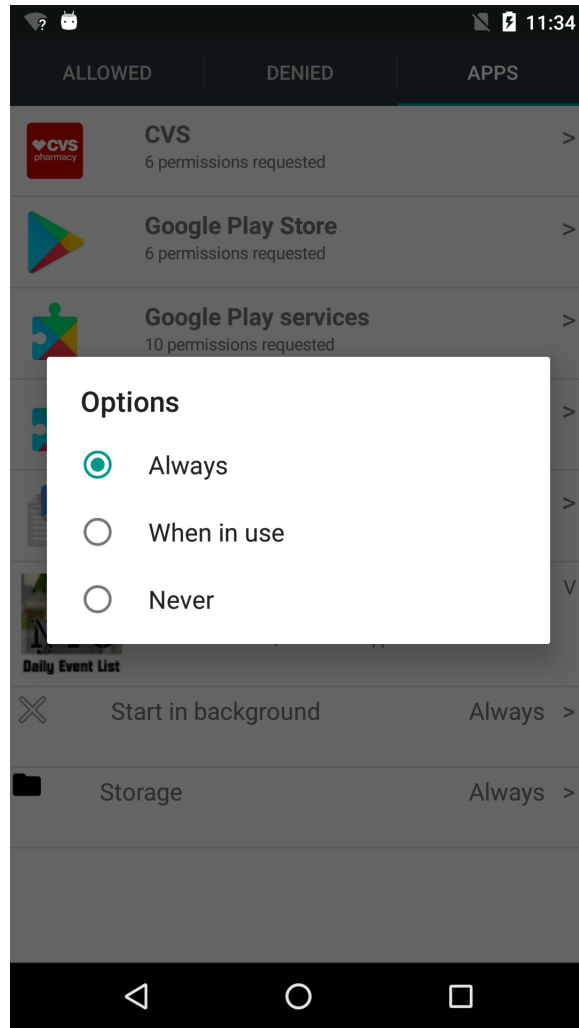 11:34
ALLOWED DENIED APPS
CVS
CVS pharmacy
6 permissions requested
>
Google Play Store
6 permissions requested
>
Google Play services
10 permissions requested
>
>
>
Options
Always
When in use
Never
V
Daily Event List
Start in background Always >
Storage Always >